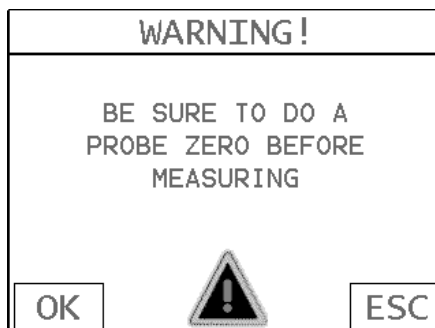 WARNING!
BE SURE TO DO A
PROBE ZERO BEFORE
MEASURING
OK
ESC